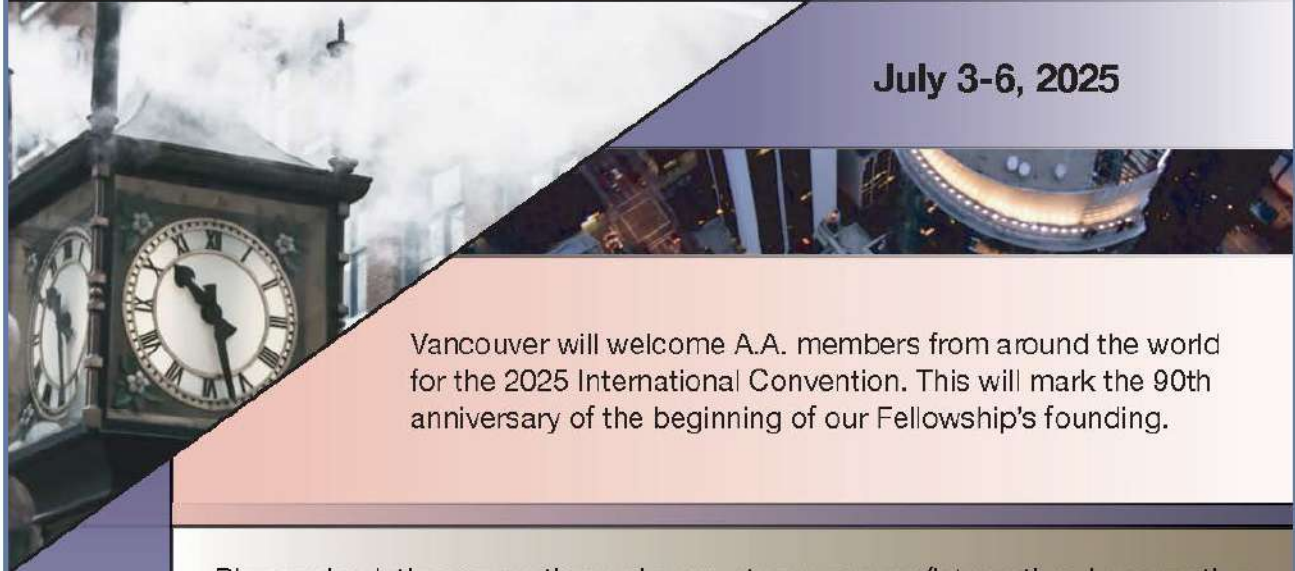 July 3-6, 2025
Vancouver will welcome A.A. members from around the world
for the 2025 International Convention. This will mark the 90th
anniversary of the beginning of our Fellowship's founding.